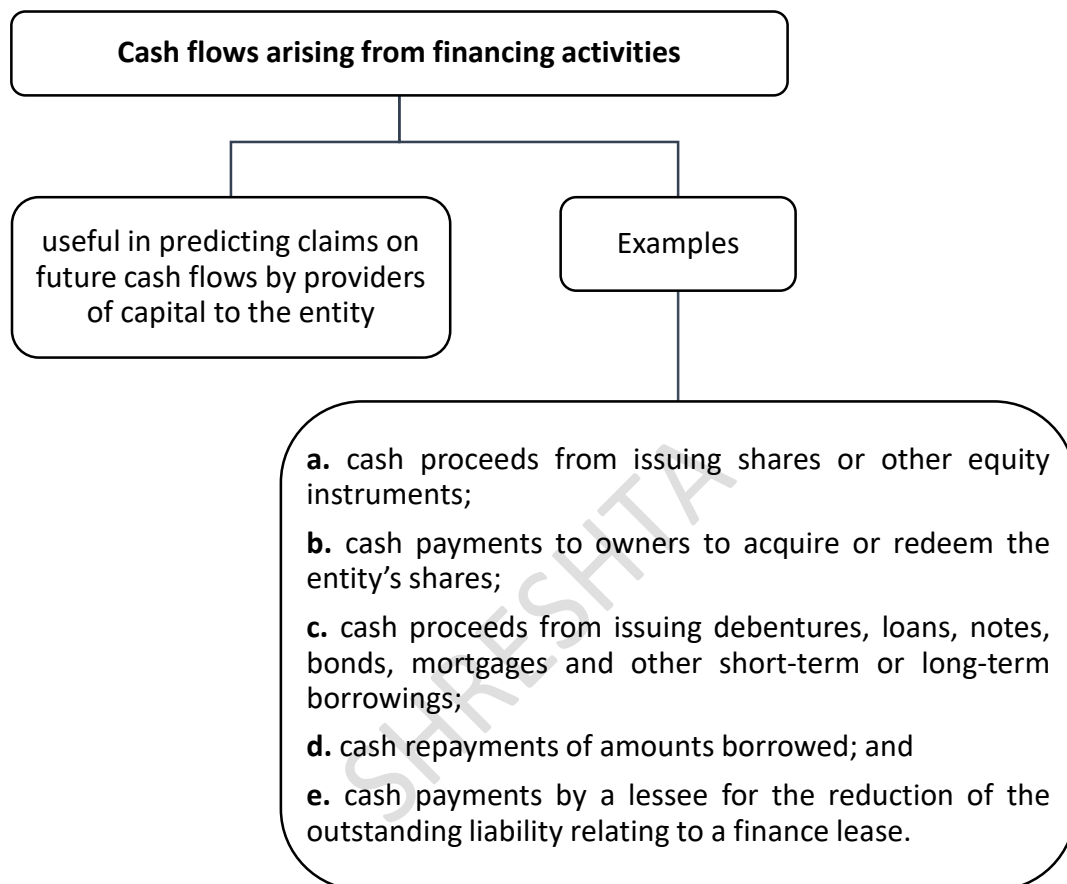 Cash flows arising from financing activities
useful in predicting claims on
future cash flows by providers
of capital to the entity
Examples
a. cash proceeds from issuing shares or other equity
instruments;
b. cash payments to owners to acquire or redeem the
entity’s shares;
c. cash proceeds from issuing debentures, loans, notes,
bonds, mortgages and other short-term or long-term
borrowings;
d. cash repayments of amounts borrowed; and
e. cash payments by a lessee for the reduction of the
outstanding liability relating to a finance lease.
SHRESHTA